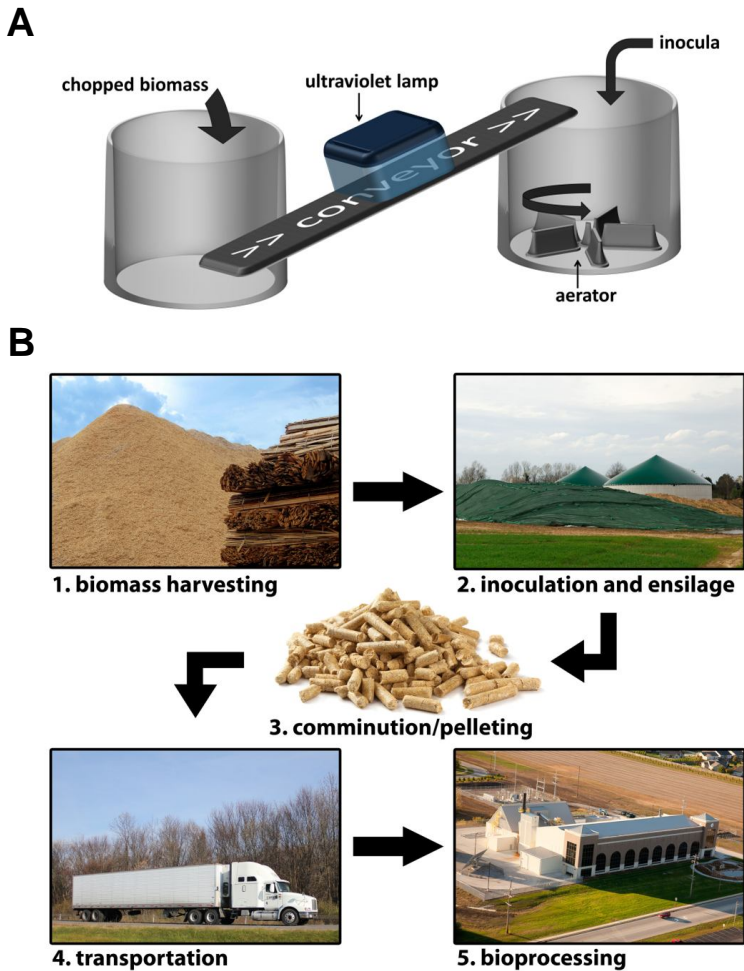 A
chopped biomass
ultraviolet lamp
inocula
>> conveyor >>
aerator
B
1. biomass harvesting
2. inoculation and ensilage
3. comminution/pelleting
4. transportation
5. bioprocessing